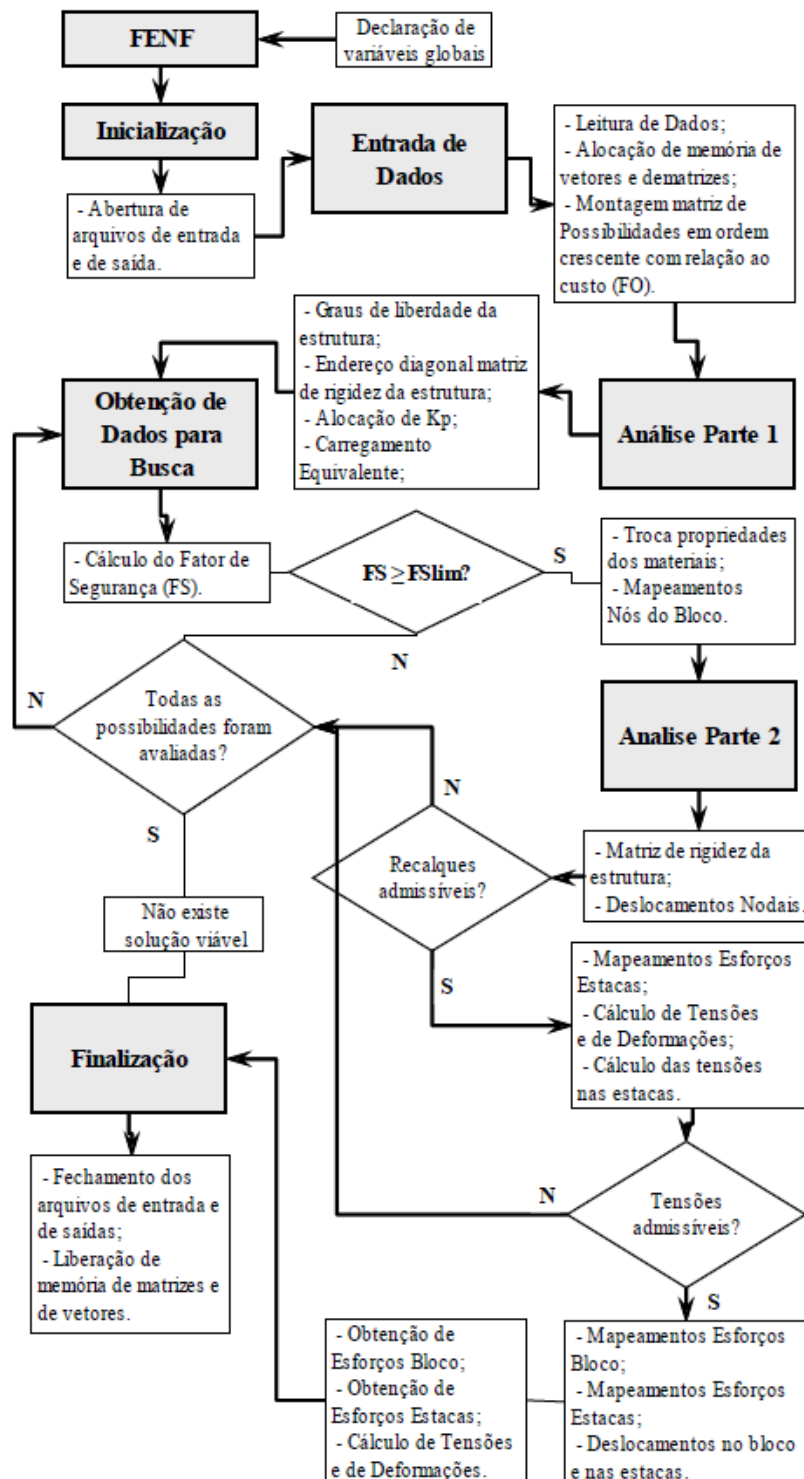 FENF
Declaração de
variáveis globais
Inicialização
- Abertura de
arquivos de entrada
e de saída.
Entrada de
Dados
- Leitura de Dados;
- Alocação de memória de
vetores e dematrizes;
- Montagem matriz de
Possibilidades em ordem
crescente com relação ao
custo (FO).
Análise Parte 1
- Graus de liberdade da
estrutura;
- Endereço diagonal matriz
de rigidez da estrutura;
- Alocação de Kp;
- Carregamento
Equivalente;
Obtenção de
Dados para
Busca
- Cálculo do Fator de
Segurança (FS).
FS ≥ FSlim?
S
N
- Troca propriedades
dos materiais;
- Mapeamentos
Nós do Bloco.
Analise Parte 2
- Matriz de rigidez da
estrutura;
- Deslocamentos Nodais.
Recalques
admissíveis?
N
S
Todas as
possibilidades foram
avaliadas?
N
S
Não existe
solução viável
- Mapeamentos Esforços
Estacas;
- Cálculo de Tensões
e de Deformações;
- Cálculo das tensões
nas estacas.
Tensões
admissíveis?
N
S
- Mapeamentos Esforços
Bloco;
- Mapeamentos Esforços
Estacas;
- Deslocamentos no bloco
e nas estacas.
- Obtenção de
Esforços Bloco;
- Obtenção de
Esforços Estacas;
- Cálculo de Tensões
e de Deformações.
Finalização
- Fechamento dos
arquivos de entrada e
de saídas;
- Liberação de
memória de matrizes e
de vetores.